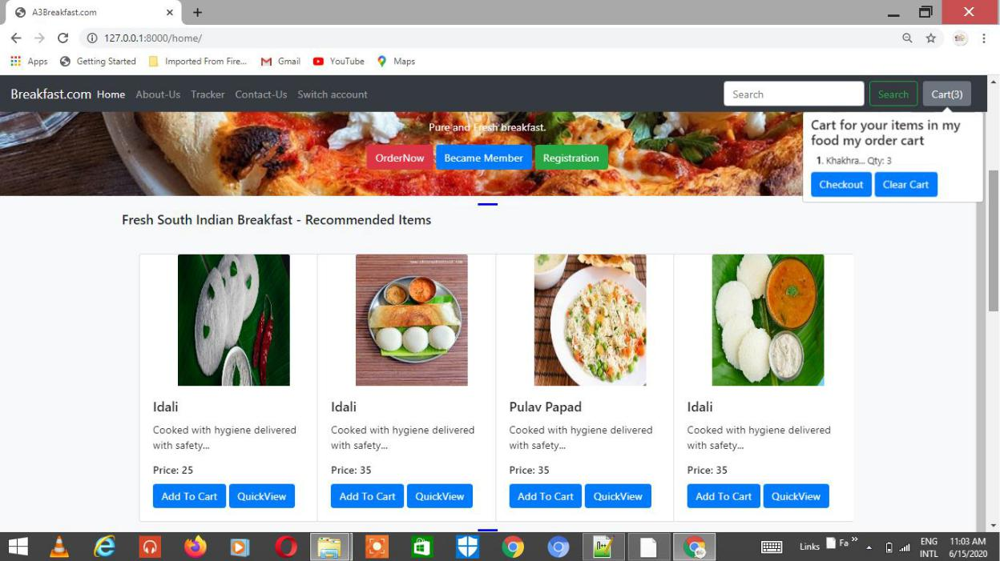 A3Breakfast.com
127.0.0.1:8000/home/
Apps Getting Started Imported From Fire... Gmail YouTube Maps
Breakfast.com Home About-Us Tracker Contact-Us Switch account Search Search Cart(3)
Pure and Fresh breakfast.
OrderNow Became Member Registration
Cart for your items in my
food my order cart
1. Khakhra... Qty: 3
Checkout Clear Cart
Fresh South Indian Breakfast - Recommended Items
Idali Idali Pulav Papad Idali
Cooked with hygiene delivered Cooked with hygiene delivered Cooked with hygiene delivered Cooked with hygiene delivered
with safety... with safety... with safety... with safety...
Price: 25 Price: 35 Price: 35 Price: 35
Add To Cart QuickView Add To Cart QuickView Add To Cart QuickView Add To Cart QuickView
Links Fa » ENG 11:03 AM
INTL 6/15/2020